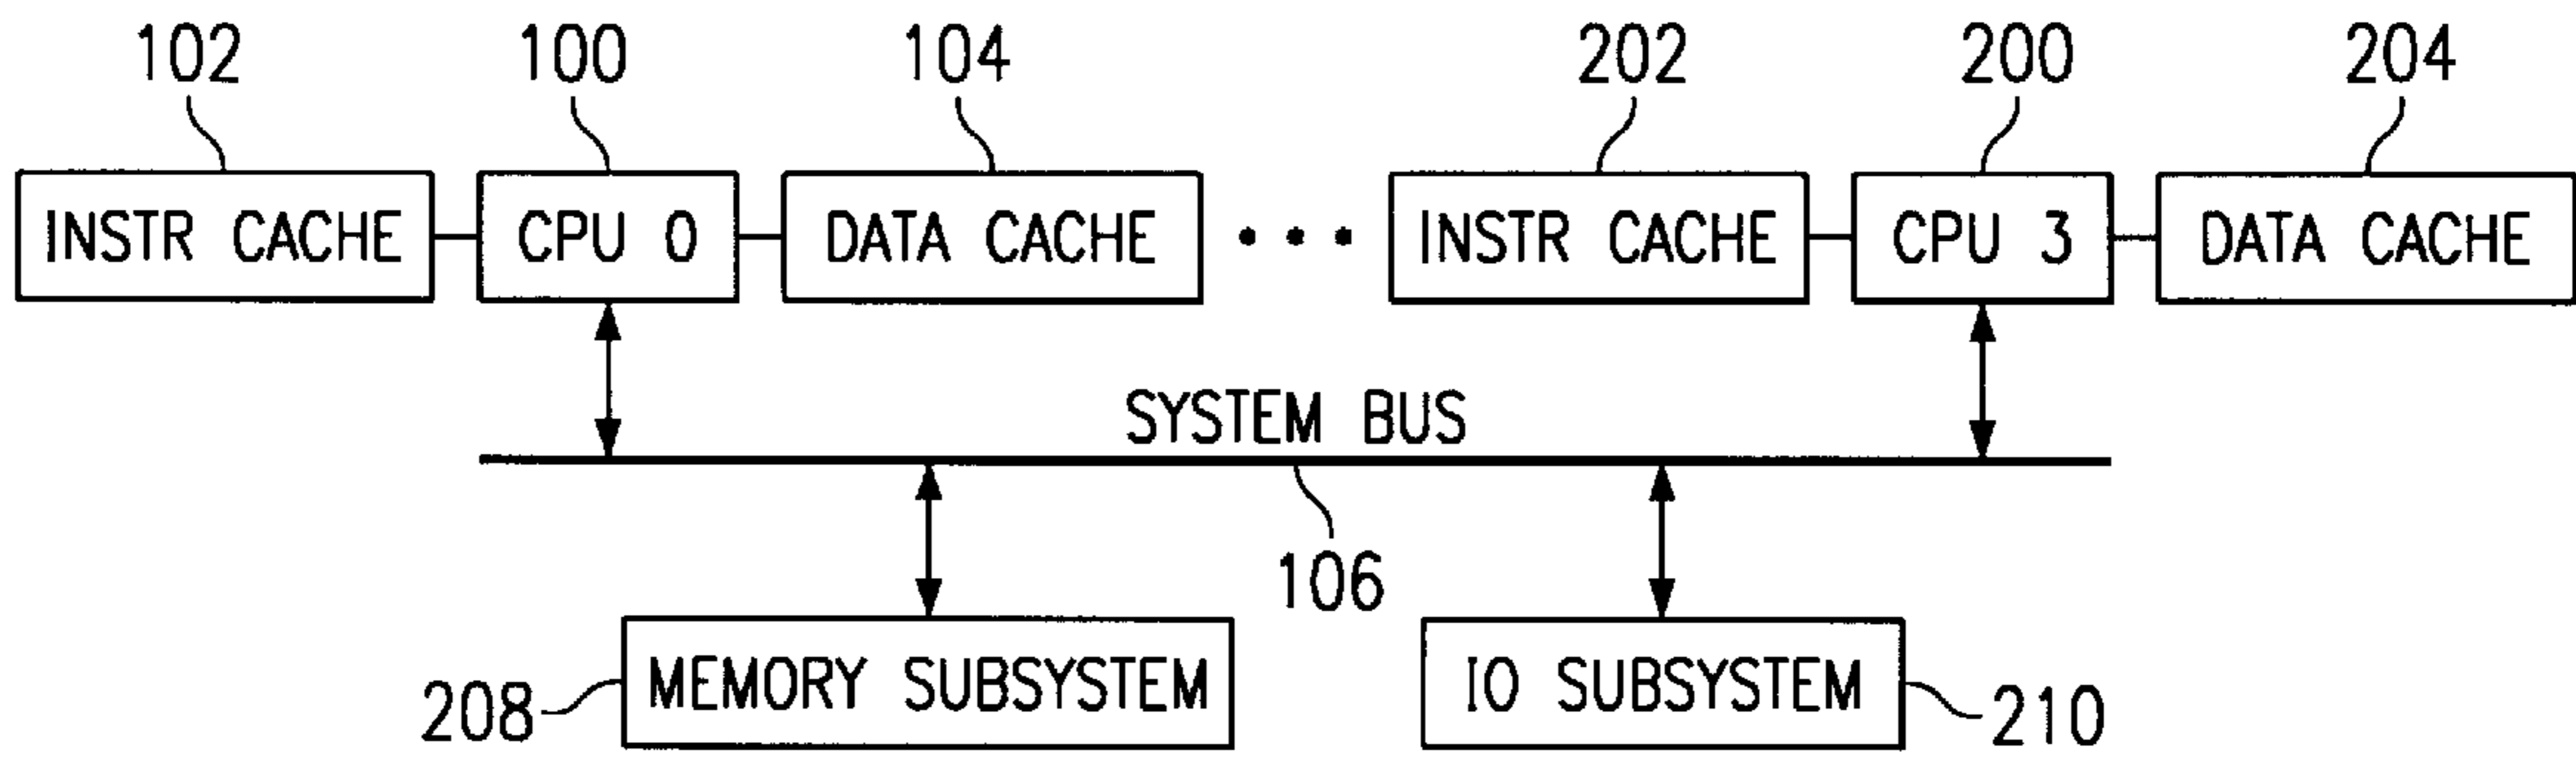 102 100 104 202 200 204
INSTR CACHE CPU 0 DATA CACHE • • • INSTR CACHE CPU 3 DATA CACHE
SYSTEM BUS
106
208 MEMORY SUBSYSTEM IO SUBSYSTEM 210